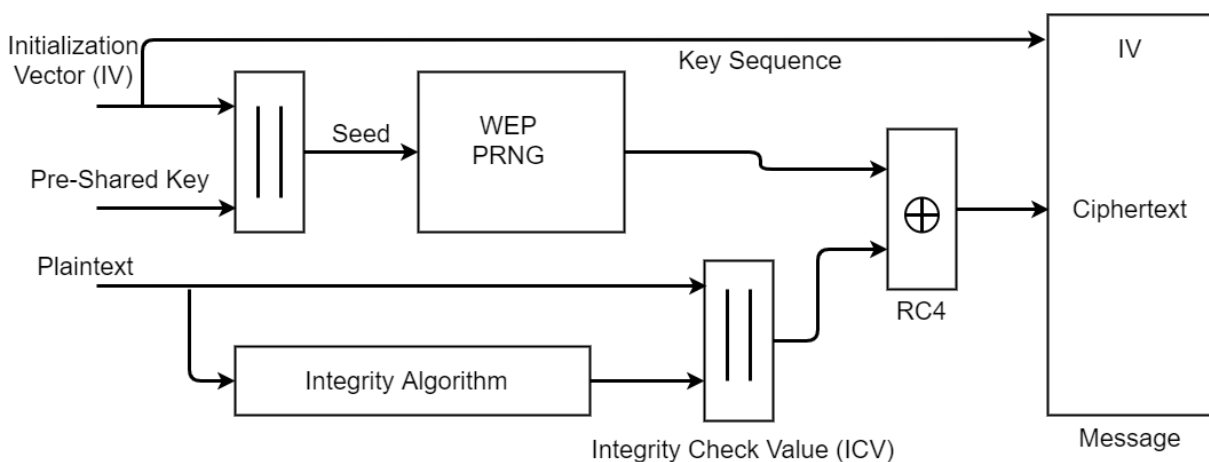 Initialization
Vector (IV)
Key Sequence
IV
Seed
WEP
PRNG
Pre-Shared Key
Ciphertext
Plaintext
RC4
Integrity Algorithm
Integrity Check Value (ICV)
Message